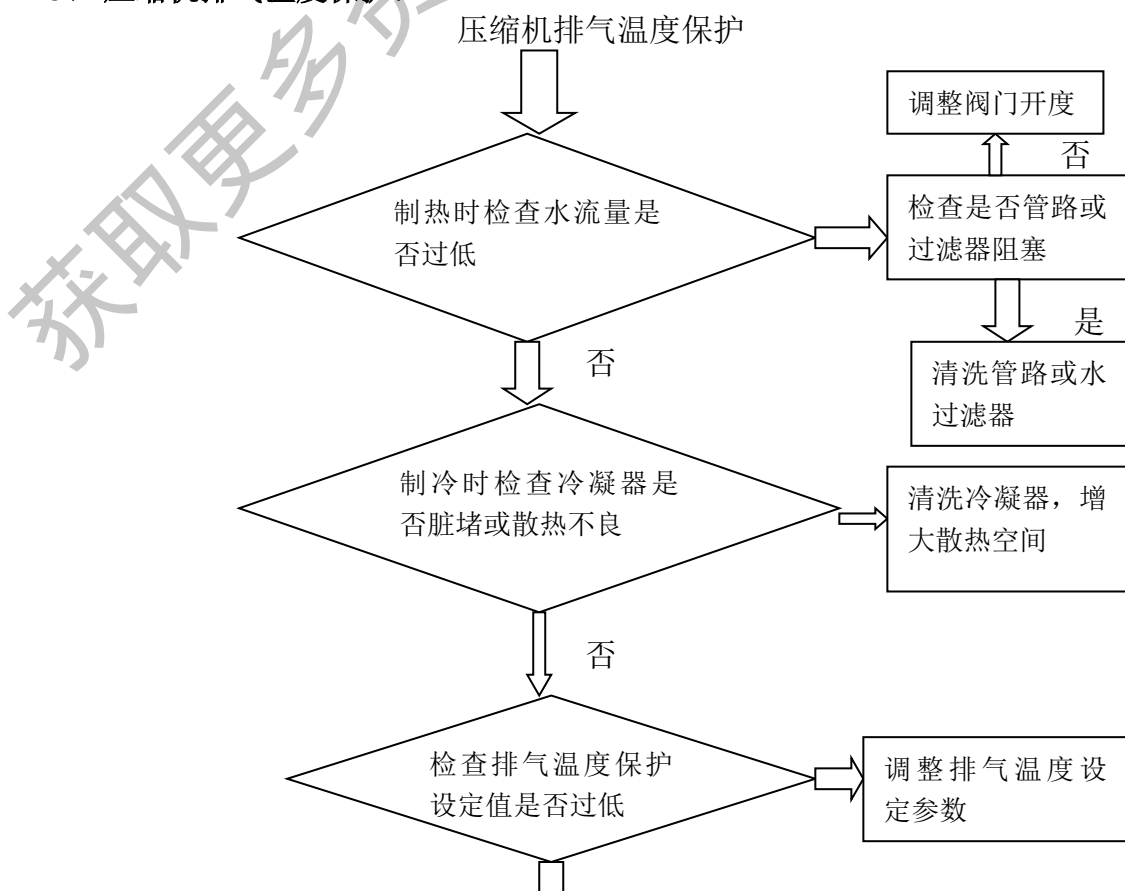 压缩机排气温度保护
调整阀门开度
否
制热时检查水流量是
否过低
检查是否管路或
过滤器阻塞
是
否
清洗管路或水
过滤器
制冷时检查冷凝器是
否脏堵或散热不良
清洗冷凝器，增
大散热空间
否
检查排气温度保护
设定值是否过低
调整排气温度设
定参数
获取更多